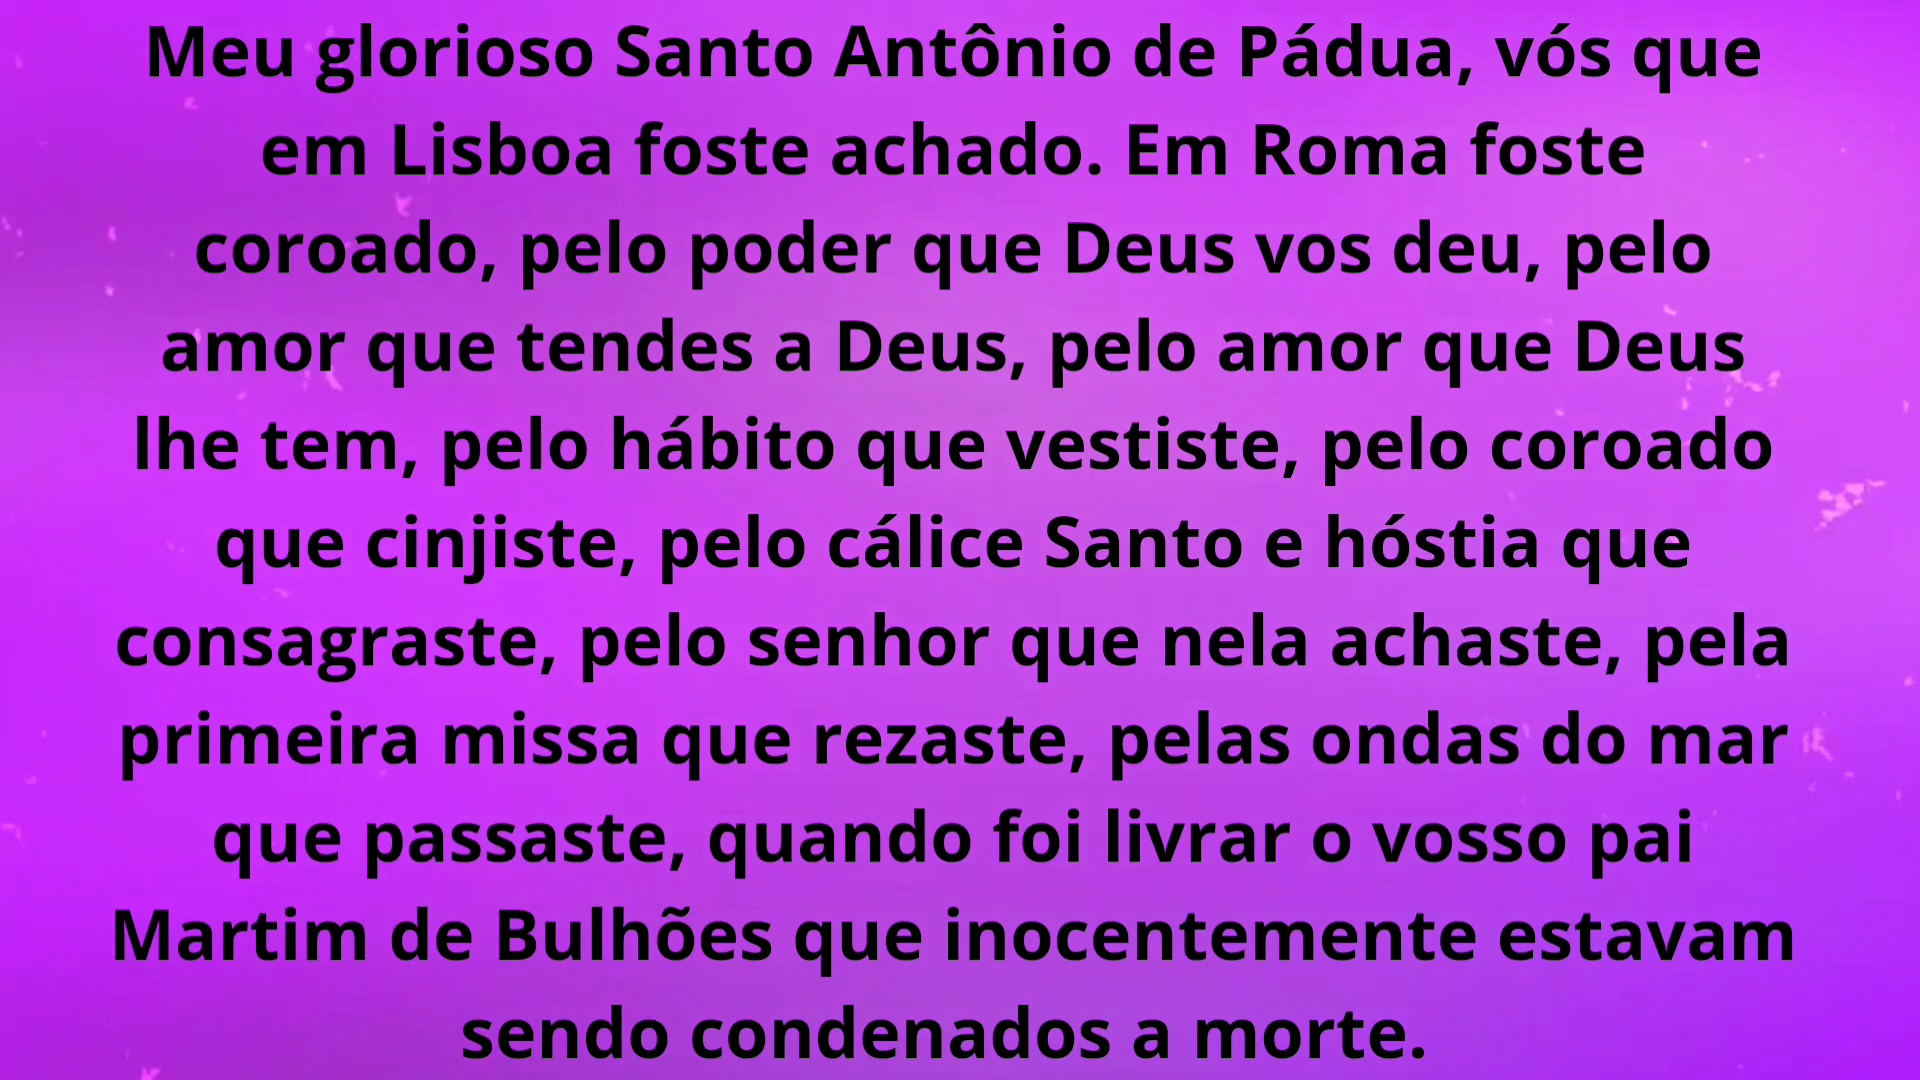 Meu glorioso Santo Antônio de Pádua, vós que
em Lisboa foste achado. Em Roma foste
coroado, pelo poder que Deus vos deu, pelo
amor que tendes a Deus, pelo amor que Deus
lhe tem, pelo hábito que vestiste, pelo coroado
que cinjiste, pelo cálice Santo e hóstia que
consagraste, pelo senhor que nela achaste, pela
primeira missa que rezaste, pelas ondas do mar
que passaste, quando foi livrar o vosso pai
Martim de Bulhões que inocentemente estavam
sendo condenados a morte.